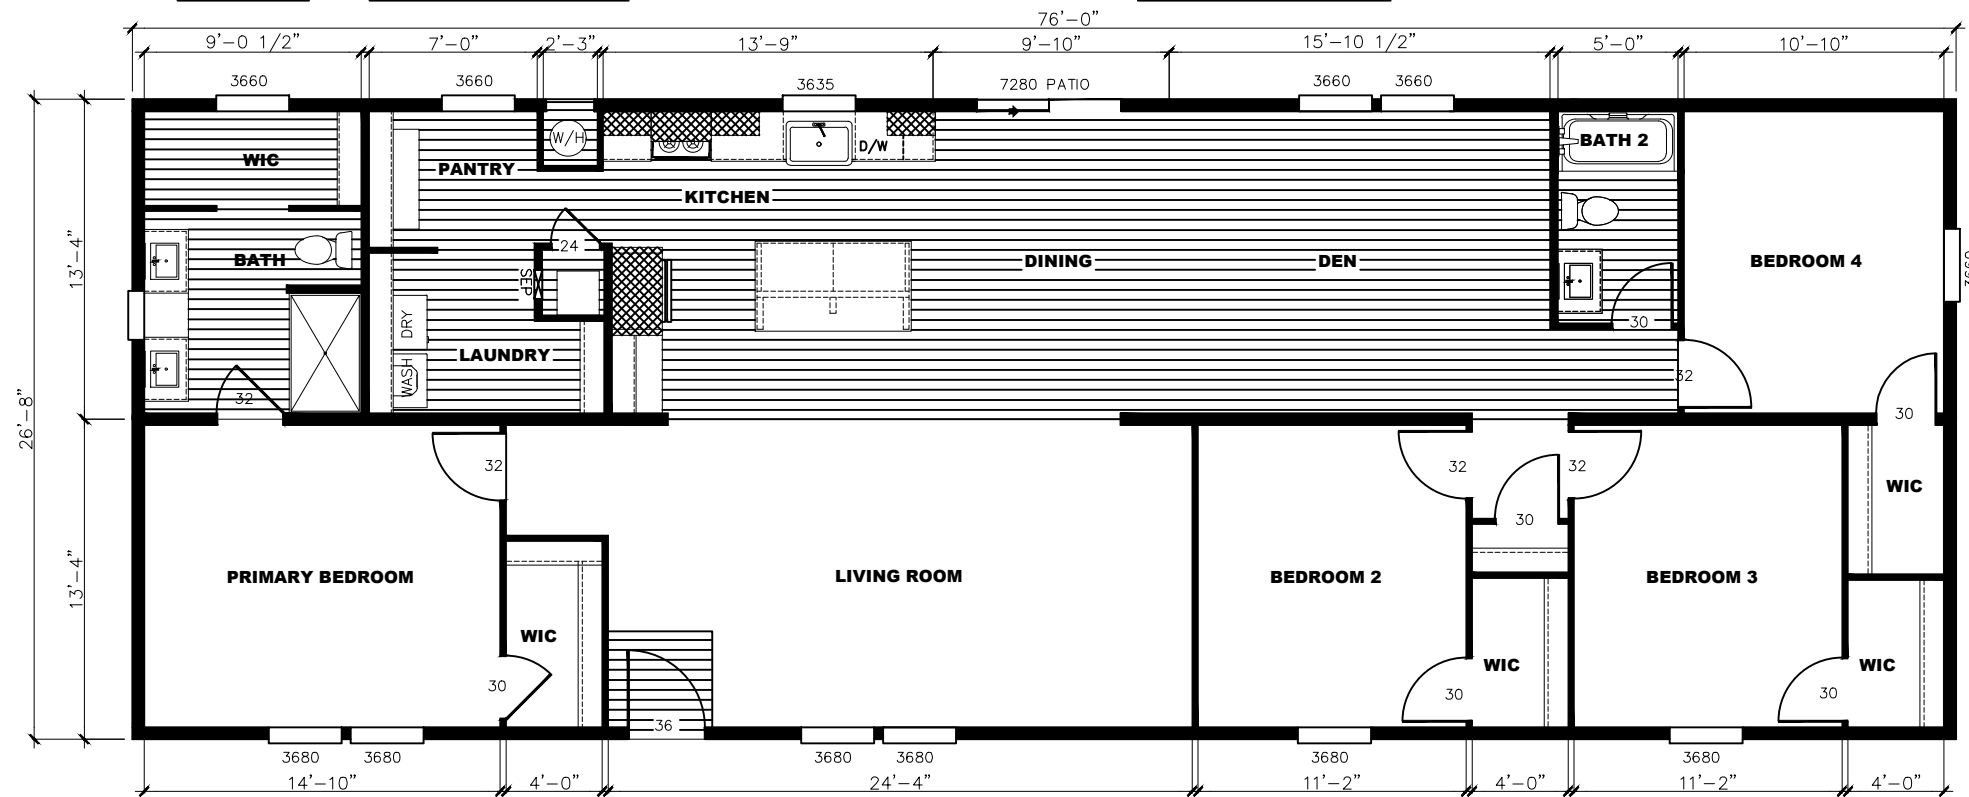 76'-0"
9'-0 1/2"
7'-0"
2'-3"
13'-9"
9'-10"
15'-10 1/2"
5'-0"
10'-10"
3660
3660
3635
7280 PATIO
3660
3660
W/H
D/W
BATH 2
WIC
PANTRY
KITCHEN
24
13'-4"
BATH
DINING
DEN
BEDROOM 4
3660
SEP
DRY
30
LAUNDRY
WASH
32
32
30
26'-8"
32
32
32
WIC
30
13'-4"
PRIMARY BEDROOM
LIVING ROOM
BEDROOM 2
BEDROOM 3
WIC
WIC
WIC
30
30
30
36
3680
3680
3680
3680
3680
3680
14'-10"
4'-0"
24'-4"
11'-2"
4'-0"
11'-2"
4'-0"